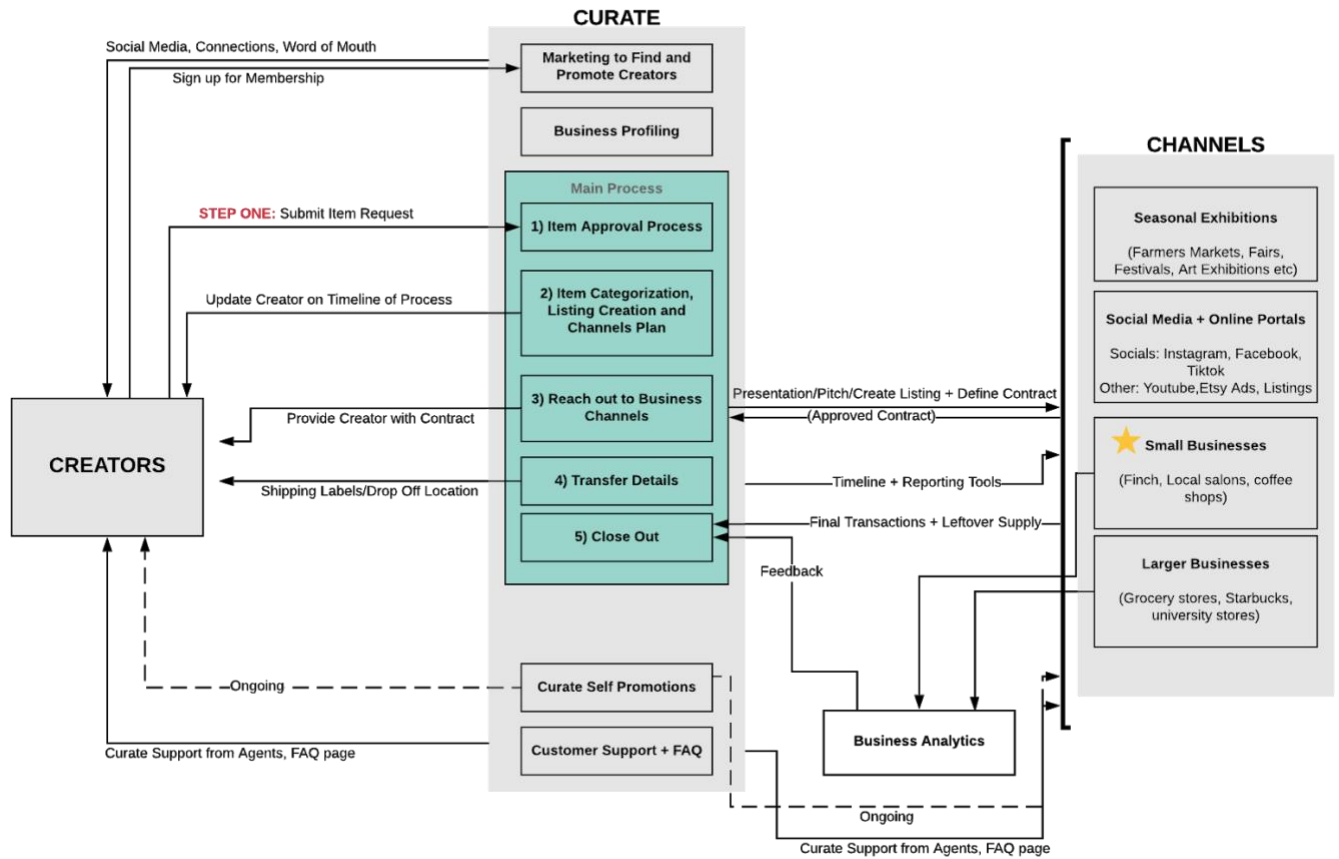 CURATE
Social Media, Connections, Word of Mouth
Sign up for Membership
Marketing to Find and
Promote Creators
Business Profiling
Main Process
STEP ONE: Submit Item Request
1) Item Approval Process
Update Creator on Timeline of Process
2) Item Categorization,
Listing Creation and
Channels Plan
3) Reach out to Business
Channels
Provide Creator with Contract
CREATORS
4) Transfer Details
Shipping Labels/Drop Off Location
5) Close Out
Presentation/Pitch/Create Listing + Define Contract
(Approved Contract)
Timeline + Reporting Tools
Final Transactions + Leftover Supply
Feedback
Ongoing
Curate Self Promotions
Customer Support + FAQ
Curate Support from Agents, FAQ page
Business Analytics
Ongoing
Curate Support from Agents, FAQ page
CHANNELS
Seasonal Exhibitions
(Farmers Markets, Fairs,
Festivals, Art Exhibitions etc)
Social Media + Online Portals
Socials: Instagram, Facebook,
Tiktok
Other: Youtube,Etsy Ads, Listings
Small Businesses
(Finch, Local salons, coffee
shops)
Larger Businesses
(Grocery stores, Starbucks,
university stores)